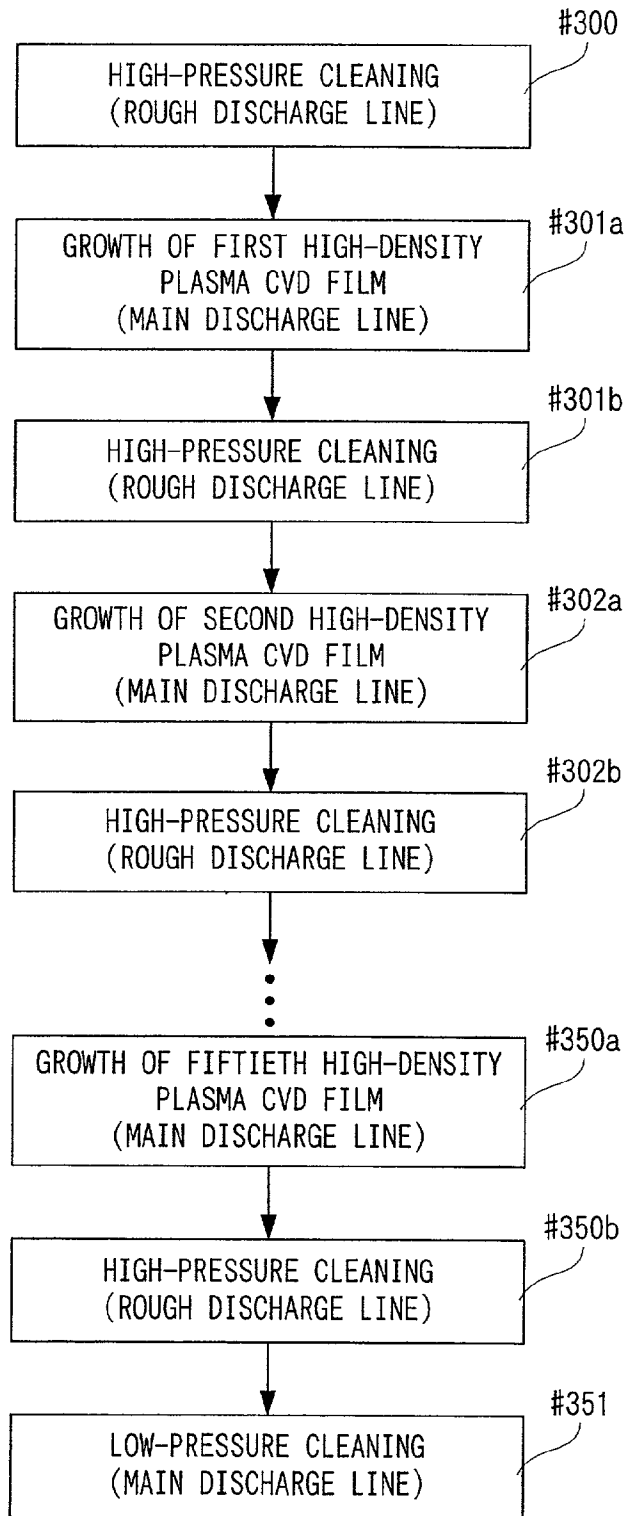 #300
HIGH-PRESSURE CLEANING
(ROUGH DISCHARGE LINE)
#301a
GROWTH OF FIRST HIGH-DENSITY
PLASMA CVD FILM
(MAIN DISCHARGE LINE)
#301b
HIGH-PRESSURE CLEANING
(ROUGH DISCHARGE LINE)
#302a
GROWTH OF SECOND HIGH-DENSITY
PLASMA CVD FILM
(MAIN DISCHARGE LINE)
#302b
HIGH-PRESSURE CLEANING
(ROUGH DISCHARGE LINE)
#350a
GROWTH OF FIFTIETH HIGH-DENSITY
PLASMA CVD FILM
(MAIN DISCHARGE LINE)
#350b
HIGH-PRESSURE CLEANING
(ROUGH DISCHARGE LINE)
#351
LOW-PRESSURE CLEANING
(MAIN DISCHARGE LINE)